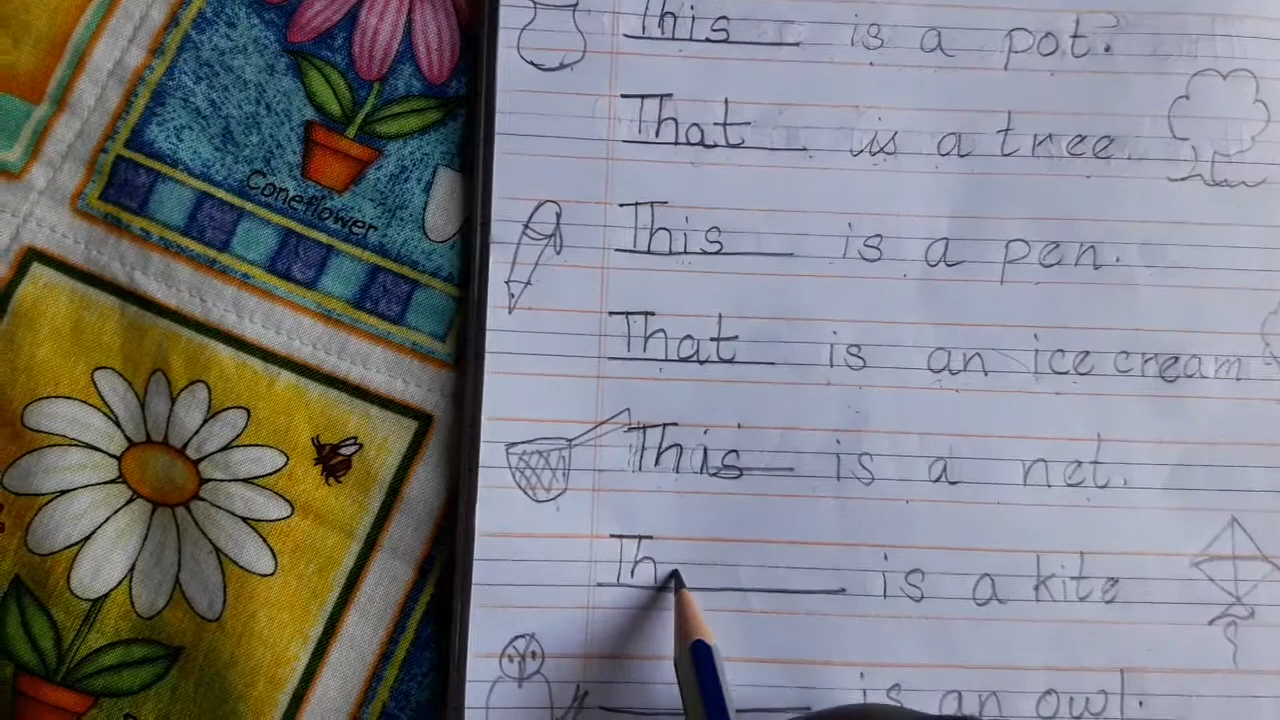 This is a pot.
That is a tree.
This is a pen.
That is an ice cream
This is a net.
Th is a kite
is an owl.
Coneflower